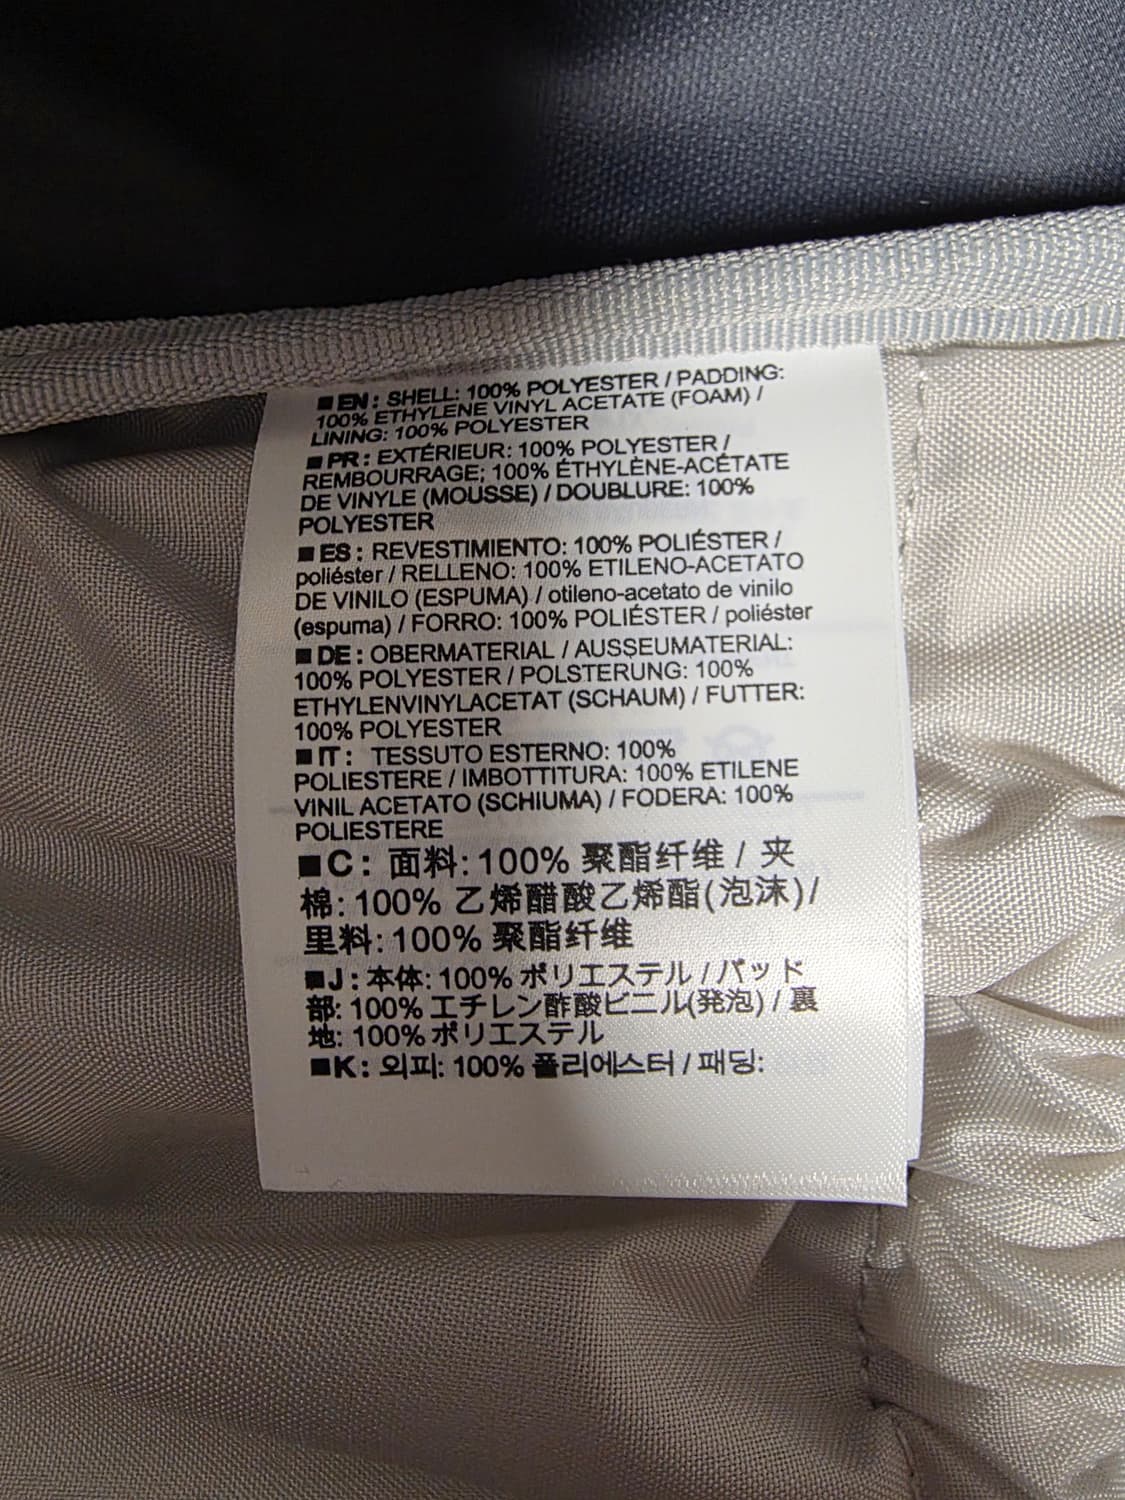 ■EN: SHELL: 100% POLYESTER / PADDING:
100% ETHYLENE VINYL ACETATE (FOAM) /
LINING: 100% POLYESTER
■PR: EXTÉRIEUR: 100% POLYESTER /
REMBOURRAGE; 100% ÉTHYLÈNE-ACÉTATE
DE VINYLE (MOUSSE) / DOUBLURE: 100%
POLYESTER
■ES: REVESTIMIENTO: 100% POLIÉSTER /
poliéster / RELLENO: 100% ETILENO-ACETATO
DE VINILO (ESPUMA) / otileno-acetato de vinilo
(espuma) / FORRO: 100% POLIÉSTER / poliéster
■DE: OBERMATERIAL / AUSSEUMATERIAL:
100% POLYESTER / POLSTERUNG: 100%
ETHYLENVINYLACETAT (SCHAUM) / FUTTER:
100% POLYESTER
■IT: TESSUTO ESTERNO: 100%
POLIESTERE / IMBOTTITURA: 100% ETILENE
VINIL ACETATO (SCHIUMA) / FODERA: 100%
POLIESTERE
■C: 面料: 100% 聚酯纤维 / 夹
棉: 100% 乙烯醋酸乙烯酯(泡沫)/
里料: 100% 聚酯纤维
■J: 本体: 100% ポリエステル / パッド
部: 100% エチレン酢酸ビニル(発泡) / 裏
地: 100% ポリエステル
■K: 외피: 100% 폴리에스터 / 패딩: